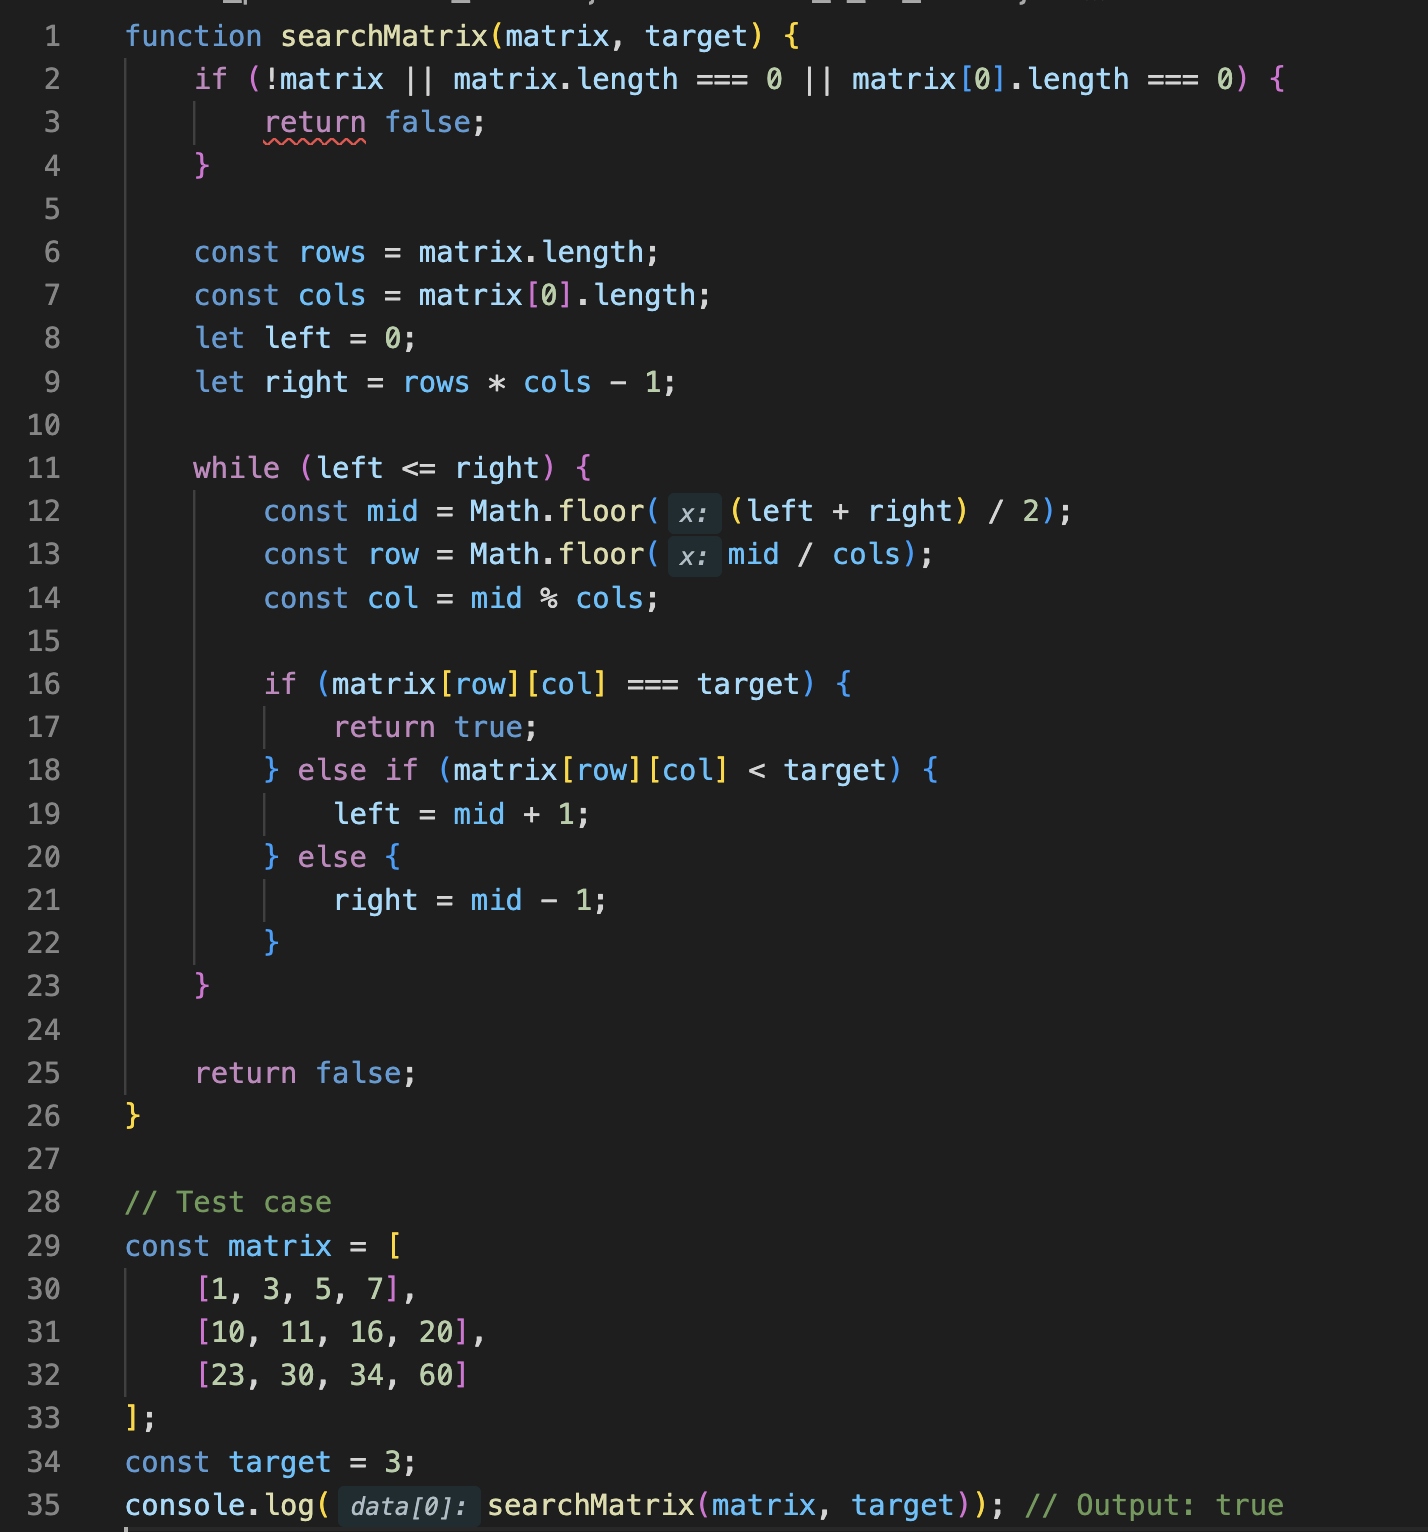 1 function searchMatrix(matrix, target) {
2 if (!matrix || matrix.length === 0 || matrix[0].length === 0) {
3 return false;
4 }
5
6 const rows = matrix.length;
7 const cols = matrix[0].length;
8 let left = 0;
9 let right = rows * cols - 1;
10
11 while (left <= right) {
12 const mid = Math.floor( x: (left + right) / 2);
13 const row = Math.floor( x: mid / cols);
14 const col = mid % cols;
15
16 if (matrix[row][col] === target) {
17 return true;
18 } else if (matrix[row][col] < target) {
19 left = mid + 1;
20 } else {
21 right = mid - 1;
22 }
23 }
24
25 return false;
26 }
27
28 // Test case
29 const matrix = [
30 [1, 3, 5, 7],
31 [10, 11, 16, 20],
32 [23, 30, 34, 60]
33 ];
34 const target = 3;
35 console.log( data[0]: searchMatrix(matrix, target)); // Output: true